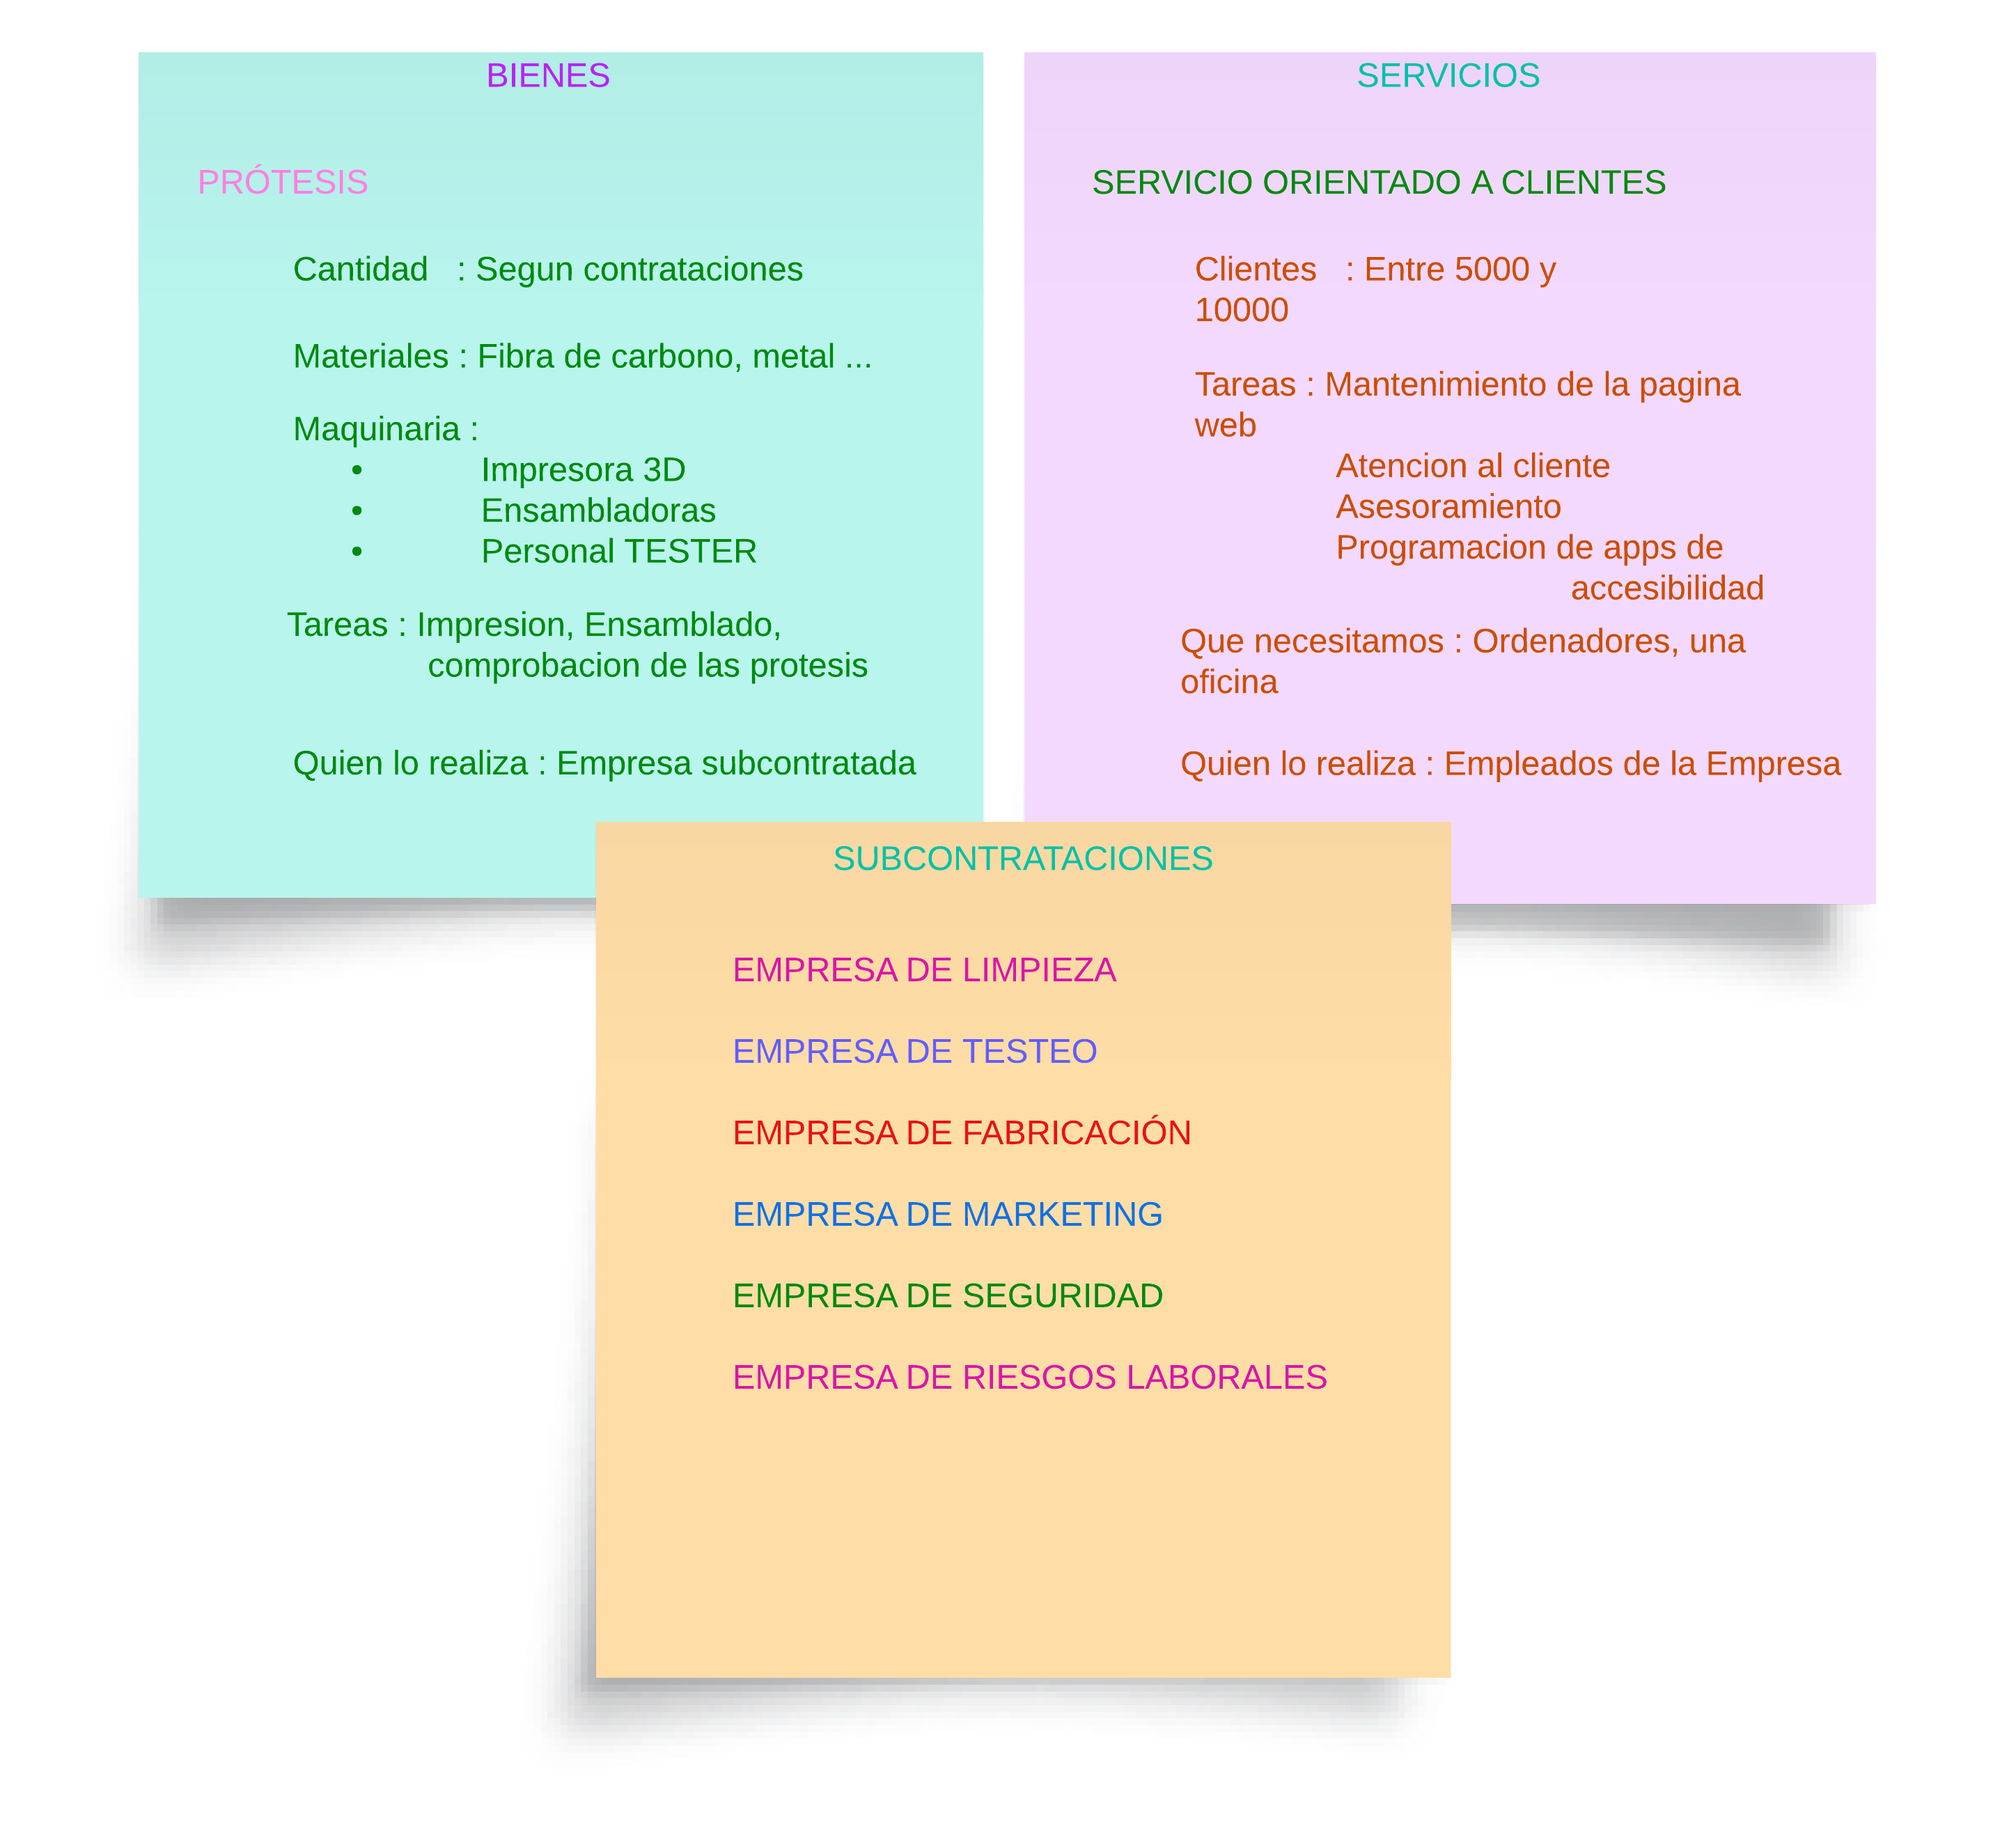 BIENES
PRÓTESIS
Cantidad   : Segun contrataciones
Materiales : Fibra de carbono, metal ...
Maquinaria :
• Impresora 3D
• Ensambladoras
• Personal TESTER
Tareas : Impresion, Ensamblado,
comprobacion de las protesis
Quien lo realiza : Empresa subcontratada
SERVICIOS
SERVICIO ORIENTADO A CLIENTES
Clientes   : Entre 5000 y
10000
Tareas : Mantenimiento de la pagina
web
Atencion al cliente
Asesoramiento
Programacion de apps de
accesibilidad
Que necesitamos : Ordenadores, una
oficina
Quien lo realiza : Empleados de la Empresa
SUBCONTRATACIONES
EMPRESA DE LIMPIEZA
EMPRESA DE TESTEO
EMPRESA DE FABRICACIÓN
EMPRESA DE MARKETING
EMPRESA DE SEGURIDAD
EMPRESA DE RIESGOS LABORALES